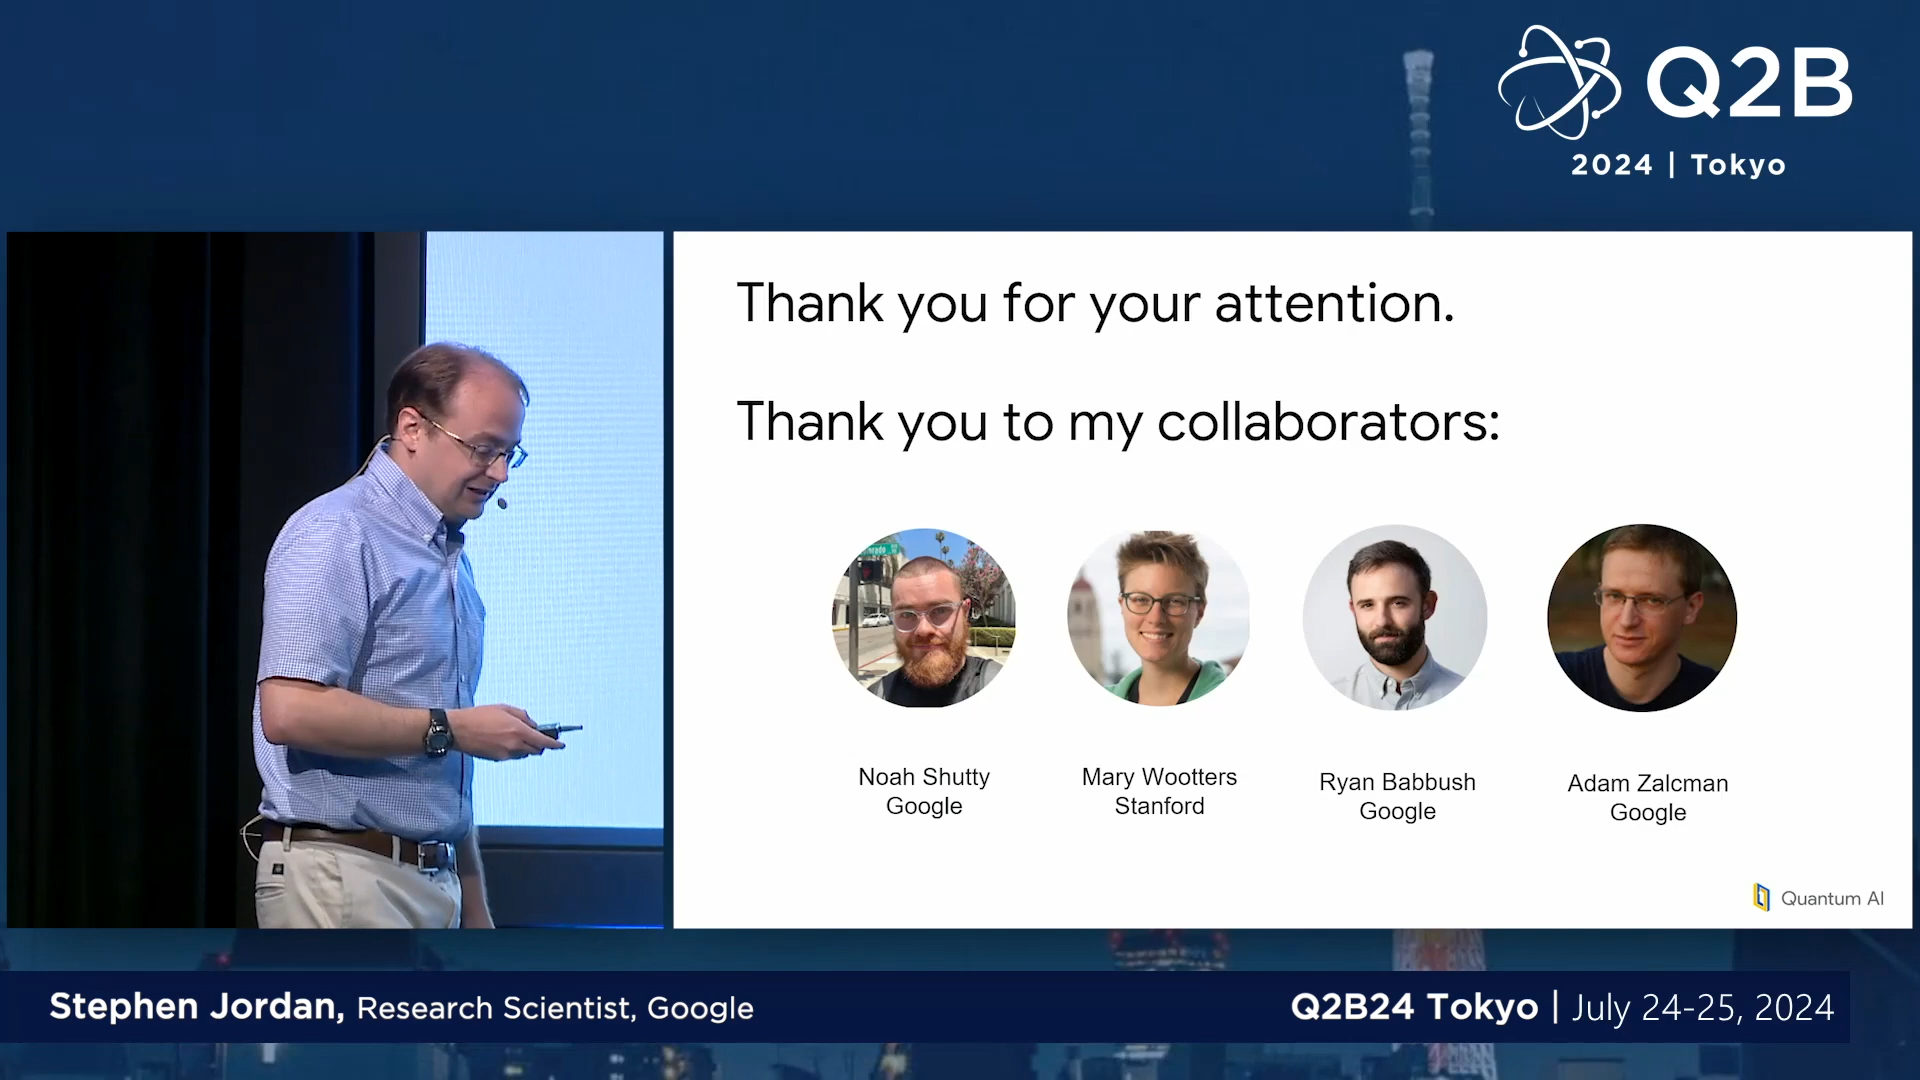 Q2B
2024 | Tokyo
Thank you for your attention.
Thank you to my collaborators:
Noah Shutty
Google
Mary Wootters
Stanford
Ryan Babbush
Google
Adam Zalcman
Google
Quantum AI
Stephen Jordan, Research Scientist, Google
Q2B24 Tokyo | July 24-25, 2024